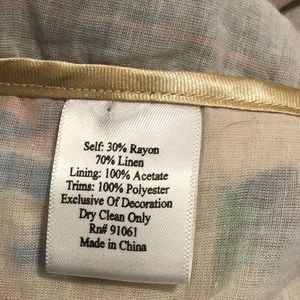 Self: 30% Rayon
70% Linen
Lining: 100% Acetate
Trims: 100% Polyester
Exclusive Of Decoration
Dry Clean Only
Rn# 91061
Made in China